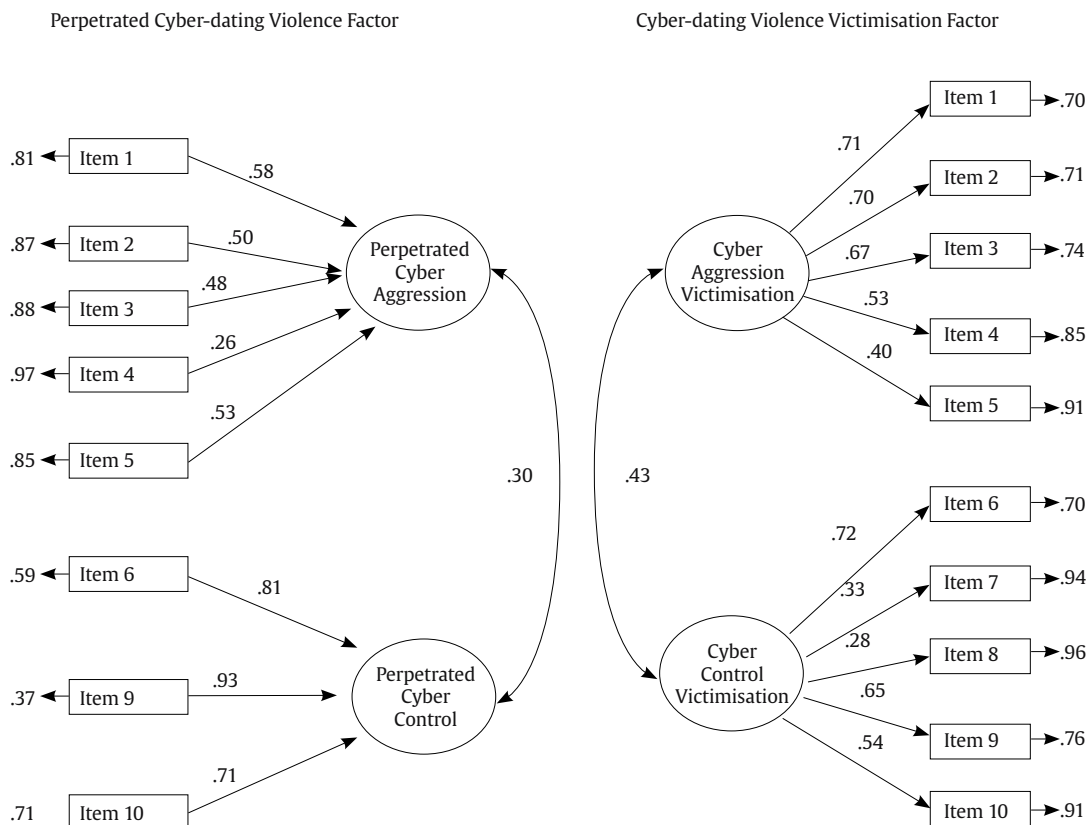 Perpetrated Cyber-dating Violence Factor
.81
Item 1
.58
.87
Item 2
.50
.88
Item 3
.48
.97
Item 4
.26
.85
Item 5
.53
Perpetrated
Cyber
Aggression
.30
.59
Item 6
.81
.37
Item 9
.93
.71
Item 10
.71
Perpetrated
Cyber
Control
Cyber-dating Violence Victimisation Factor
Cyber
Aggression
Victimisation
.71
Item 1
.70
.70
Item 2
.71
.67
Item 3
.74
.53
Item 4
.85
.40
Item 5
.91
.43
Cyber
Control
Victimisation
.72
Item 6
.70
.33
Item 7
.94
.28
Item 8
.96
.65
Item 9
.76
.54
Item 10
.91